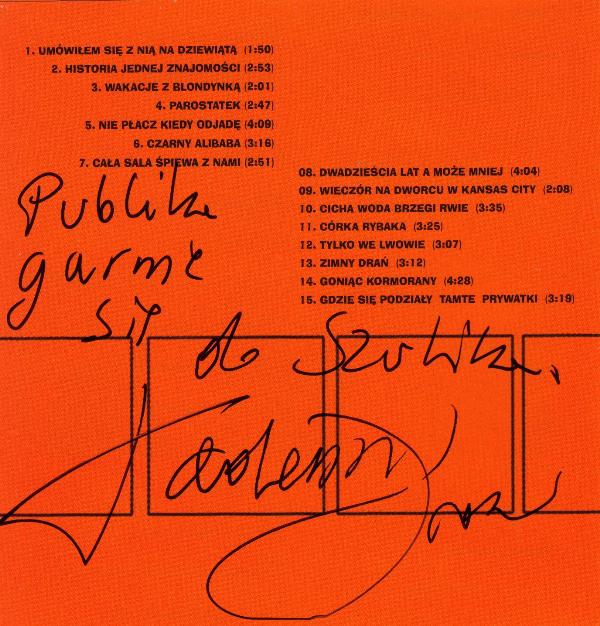 1. UMÓWIŁEM SIĘ Z NIĄ NA DZIEWIĄTĄ (1:50)
2. HISTORIA JEDNEJ ZNAJOMOŚCI (2:53)
3. WAKACJE Z BLONDYNKĄ (2:01)
4. PAROSTATEK (2:47)
5. NIE PŁACZ KIEDY ODJADĘ (4:09)
6. CZARNY ALIBABA (3:16)
7. CAŁA SALA ŚPIEWA Z NAMI (2:51)
08. DWADZIEŚCIA LAT A MOŻE MNIEJ (4:04)
09. WIECZÓR NA DWORCU W KANSAS CITY (2:08)
10. CICHA WODA BRZEGI RWIE (3:35)
11. CÓRKA RYBAKA (3:25)
12. TYLKO WE LWOWIE (3:07)
13. ZIMNY DRAŃ (3:12)
14. GONIĄC KORMORANY (4:28)
15. GDZIE SIĘ PODZIAŁY TAMTE PRYWATKI (3:19)
Publika
garnie
się
do Szulika,